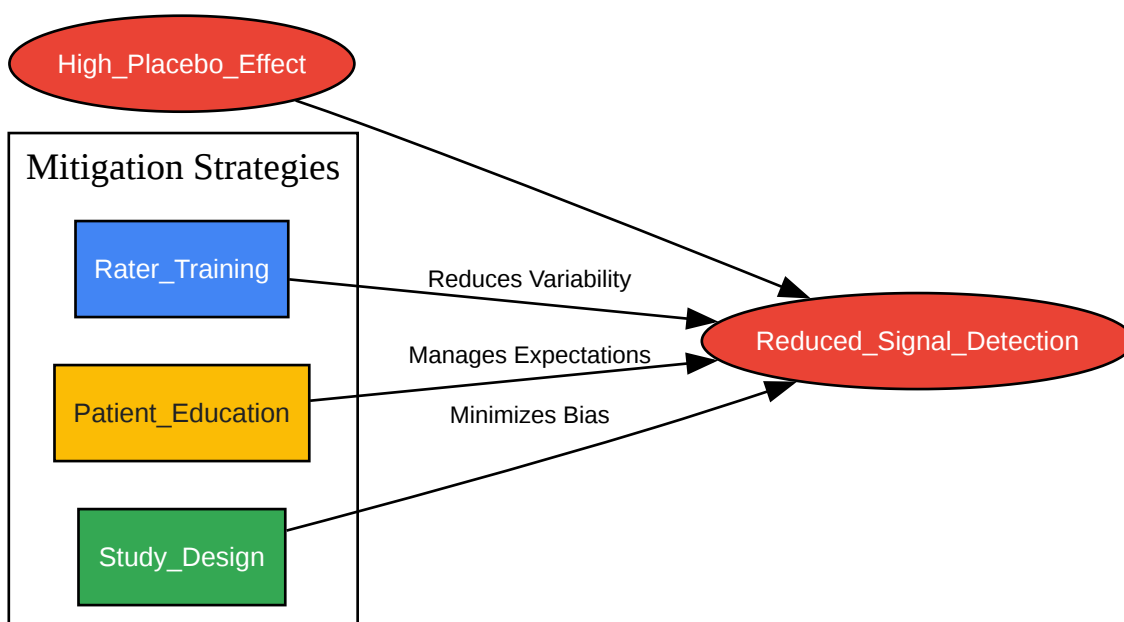 High_Placebo_Effect
Mitigation Strategies
Rater_Training
Reduces Variability
Manages Expectations
Reduced_Signal_Detection
Patient_Education
Minimizes Bias
Study_Design